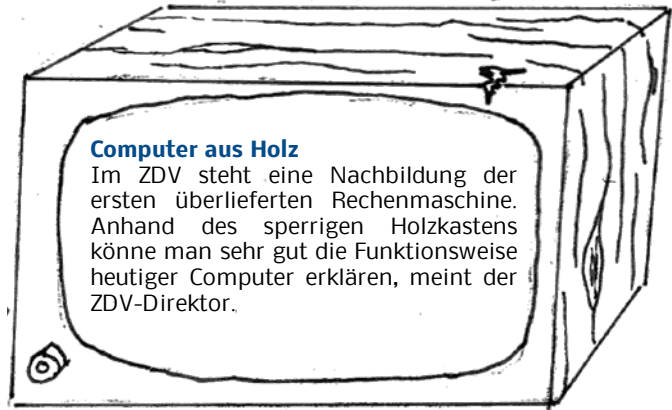 Computer aus Holz
Im ZDV steht eine Nachbildung der
ersten überlieferten Rechenmaschine.
Anhand des sperrigen Holzkastens
könne man sehr gut die Funktionsweise
heutiger Computer erklären, meint der
ZDV-Direktor.